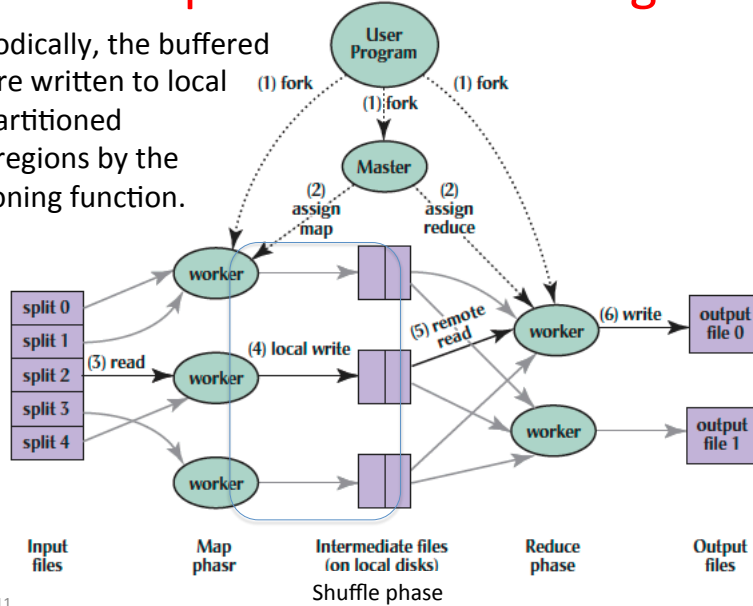 odically, the buffered
re written to local
artitioned
regions by the
oning function.
User
Program
(1) fork
(1) fork
(1) fork
Master
(2)
assign
map
(2)
assign
reduce
worker
split 0
split 1
split 2
split 3
split 4
(3) read
worker
(4) local write
(5) remote
read
worker
(6) write
output
file 0
worker
output
file 1
worker
Input
files
Map
phasr
Intermediate files
(on local disks)
Reduce
phase
Output
files
Shuffle phase
11